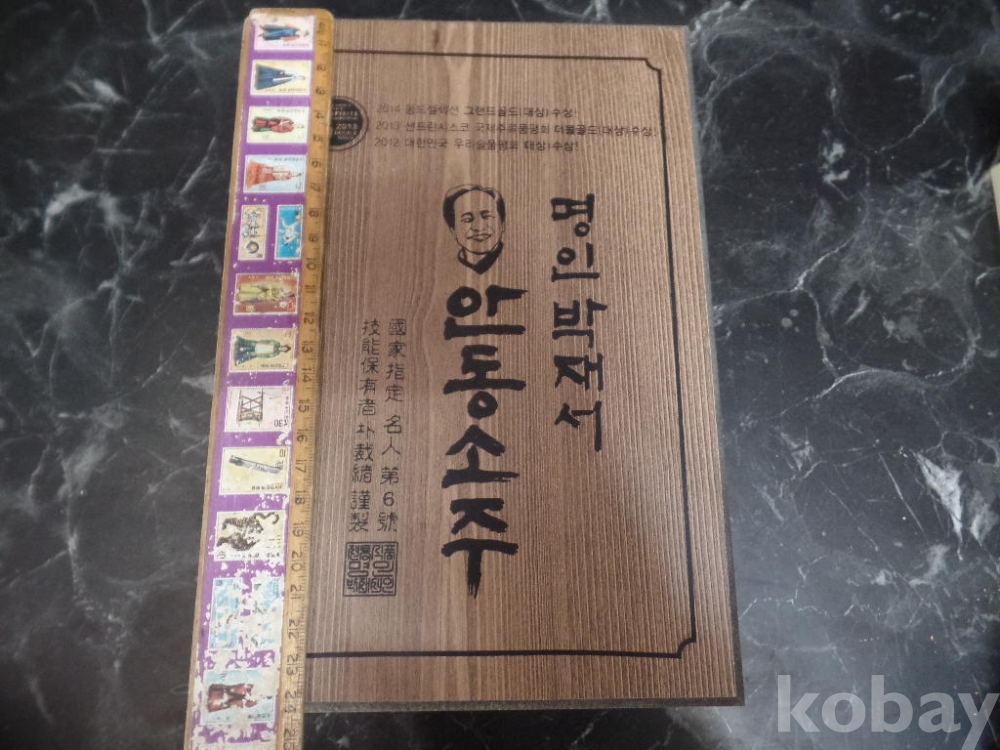 2014 몽드셀렉션 그랜드골드(대상)수상!
2013 샌프란시스코 국제주류품평회 더블골드(대상)수상!
2012 대한민국 우리술품평회 대상수상!
명인박재서
안동소주
國家指定 名人 第6號
技能保有者 朴裁緖 謹製
2013
kobay